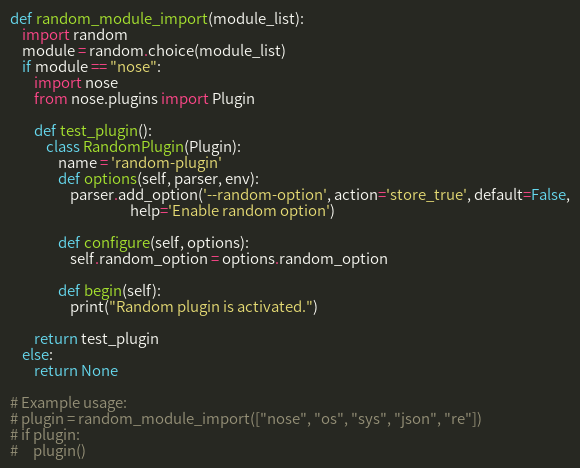 def random_module_import(module_list):
    import random
    module = random.choice(module_list)
    if module == "nose":
        import nose
        from nose.plugins import Plugin

        def test_plugin():
            class RandomPlugin(Plugin):
                name = 'random-plugin'
                def options(self, parser, env):
                    parser.add_option('--random-option', action='store_true', default=False,
                                      help='Enable random option')

                def configure(self, options):
                    self.random_option = options.random_option

                def begin(self):
                    print("Random plugin is activated.")

        return test_plugin
    else:
        return None

# Example usage:
# plugin = random_module_import(["nose", "os", "sys", "json", "re"])
# if plugin:
#     plugin()